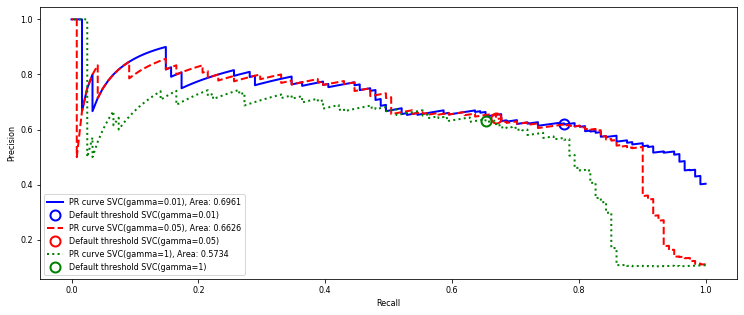 1.0
0.8
0.6
0.4
0.2
Precision
PR curve SVC(gamma=0.01), Area: 0.6961
Default threshold SVC(gamma=0.01)
PR curve SVC(gamma=0.05), Area: 0.6626
Default threshold SVC(gamma=0.05)
PR curve SVC(gamma=1), Area: 0.5734
Default threshold SVC(gamma=1)
0.0 0.2 0.4 0.6 0.8 1.0
Recall